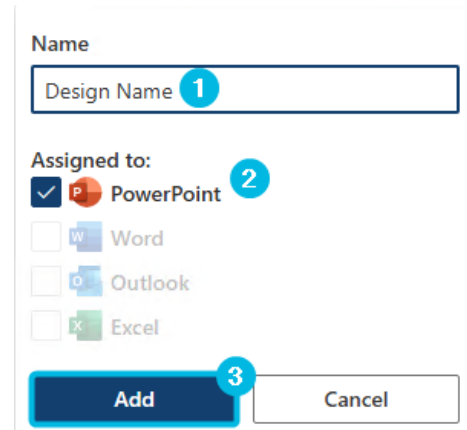 Name
Design Name 1
Assigned to:
2
P PowerPoint
W Word
O Outlook
X Excel
3
Add Cancel